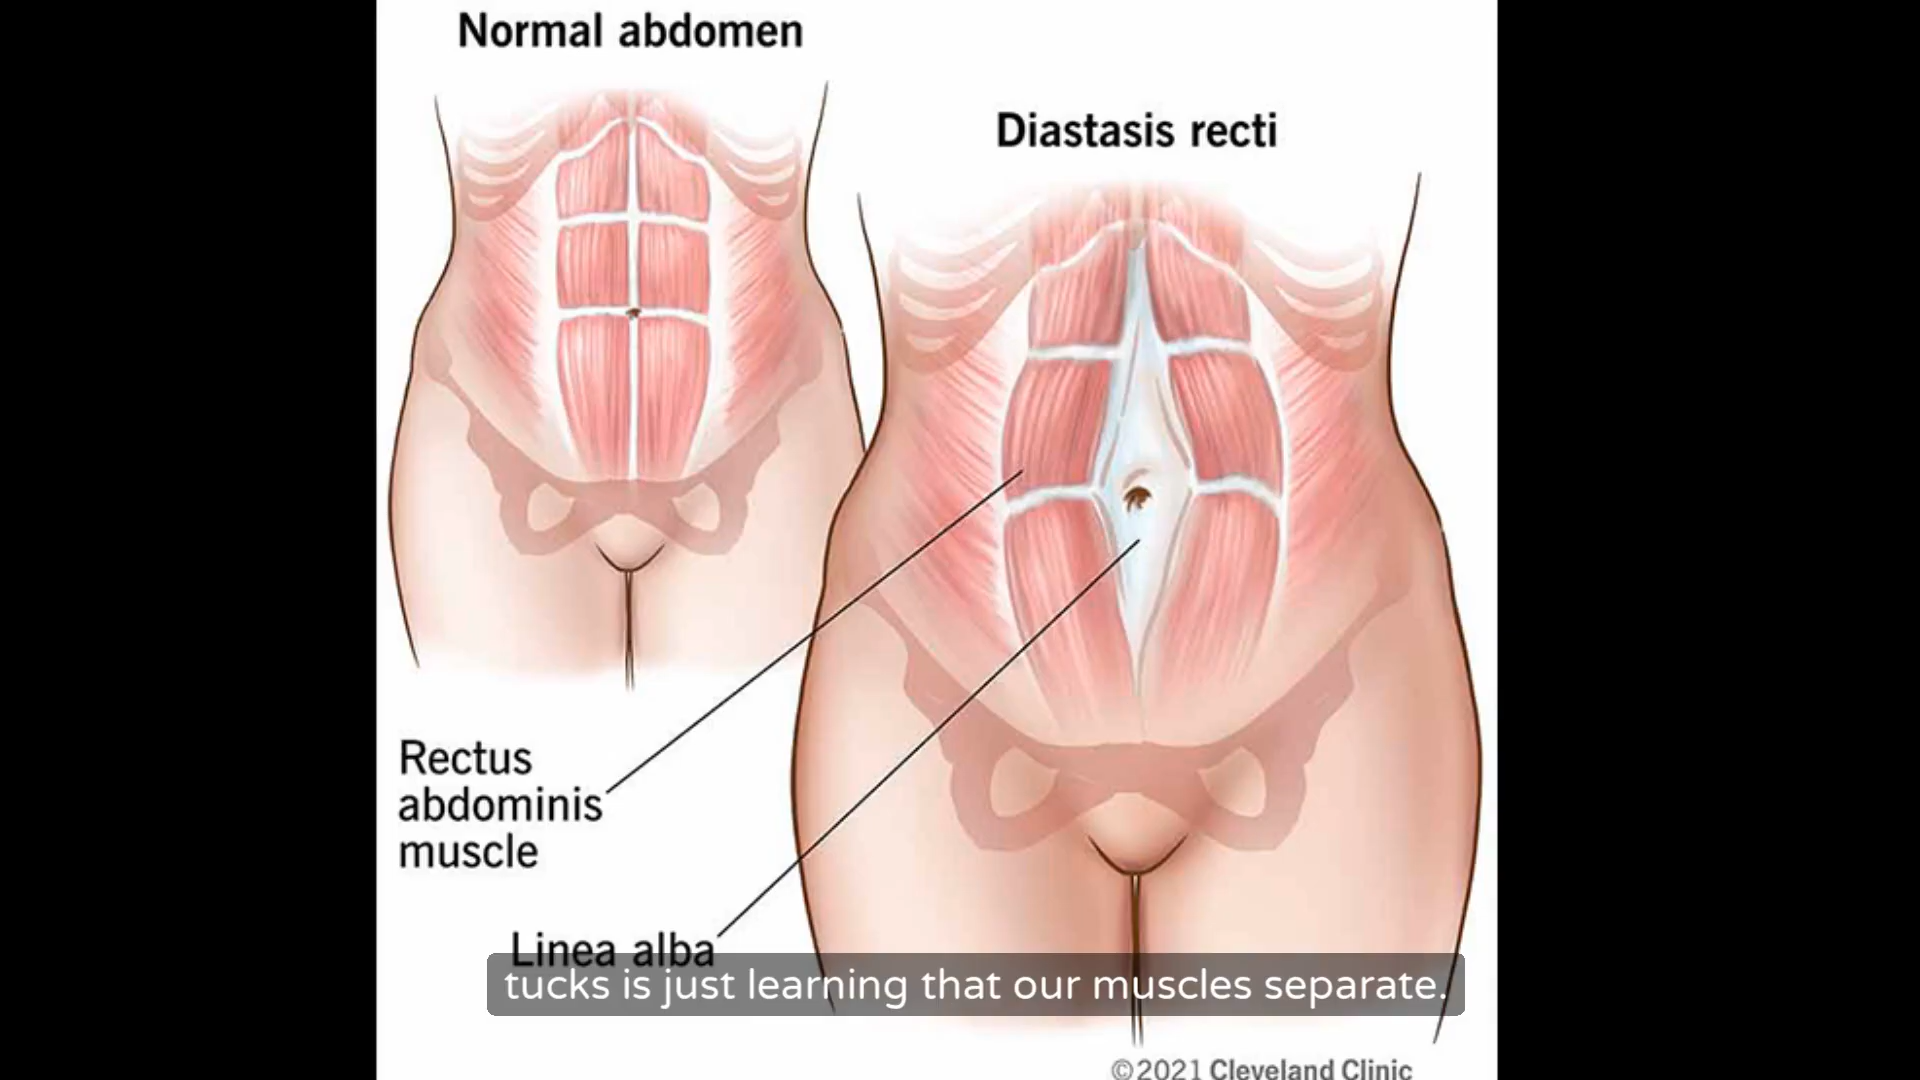 Normal abdomen
Diastasis recti
Rectus
abdominis
muscle
Linea alba
tucks is just learning that our muscles separate.
©2021 Cleveland Clinic